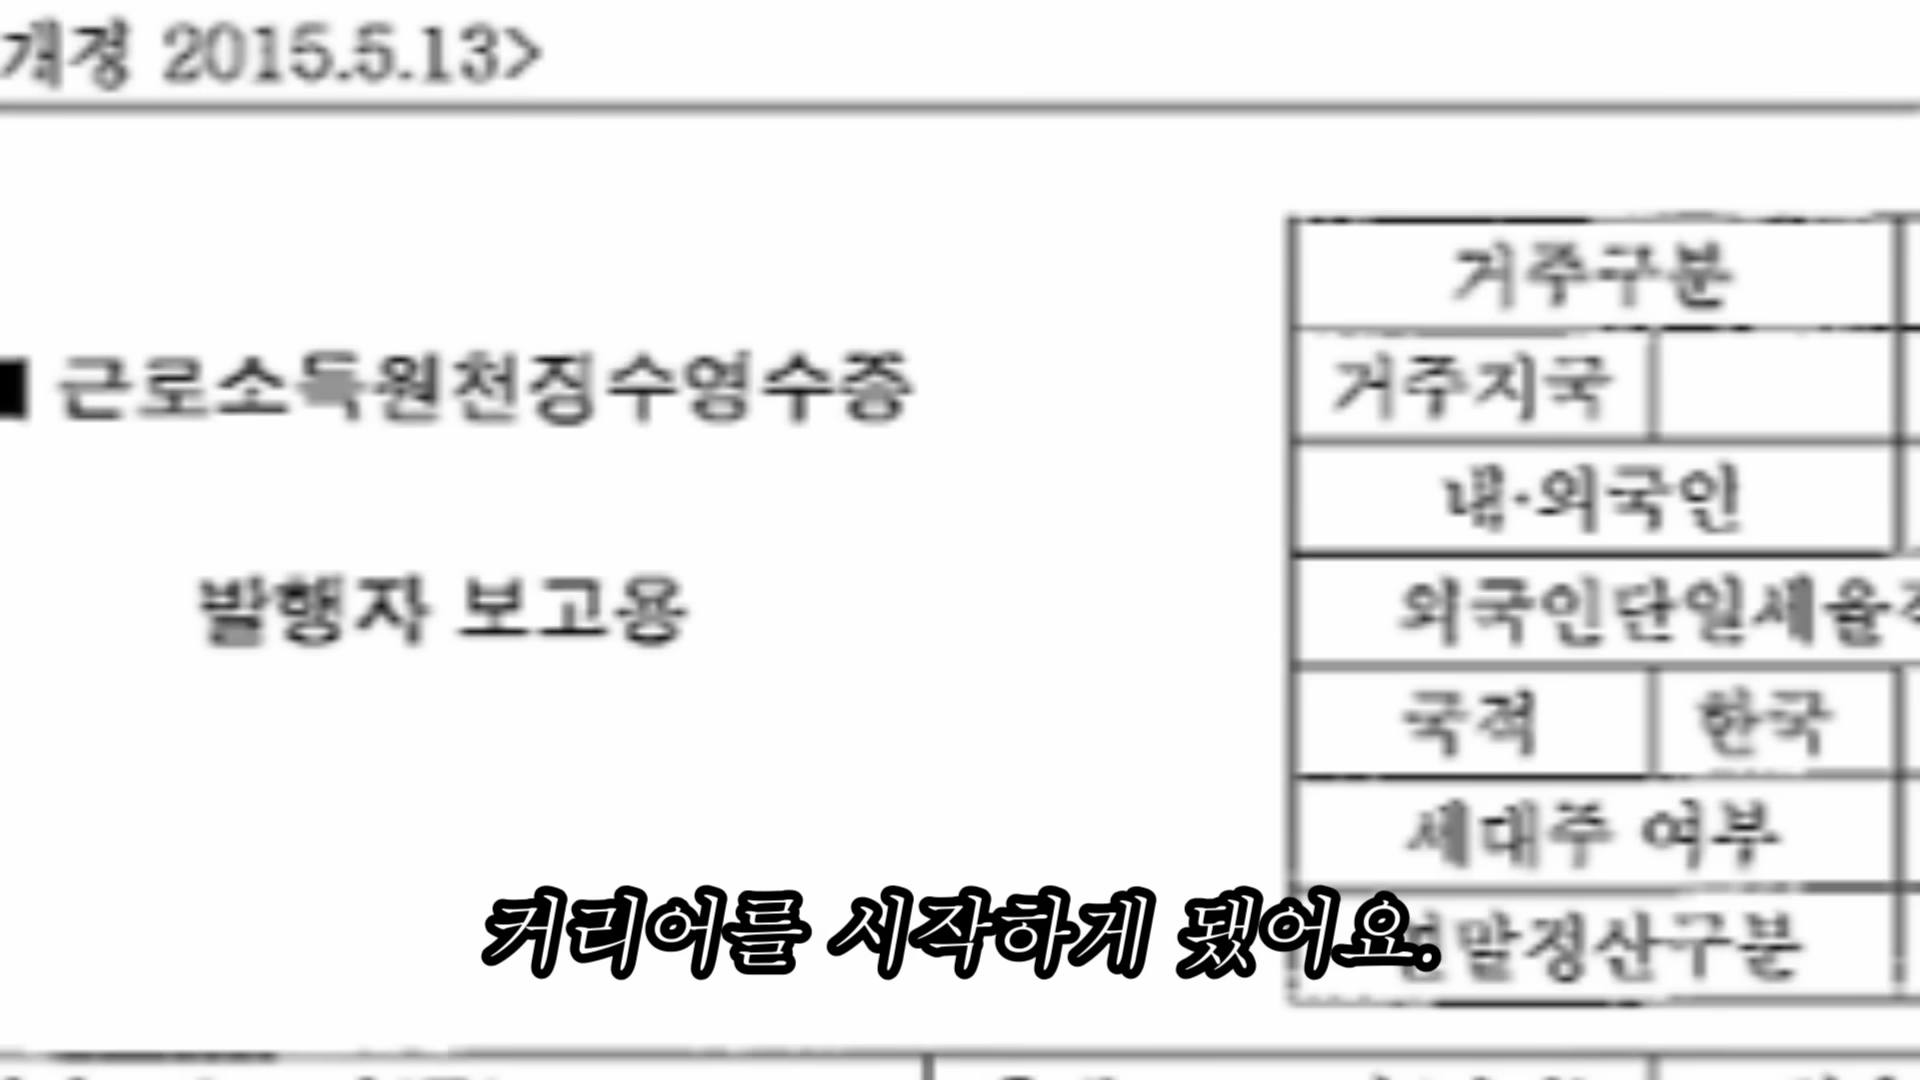 개정 2015.5.13>
■ 근로소득원천징수영수증
발행자 보고용
거주구분
거주지국
내·외국인
외국인단일세율적
국적 한국
세대주 여부
연말정산구분
커리어를 시작하게 됐어요.